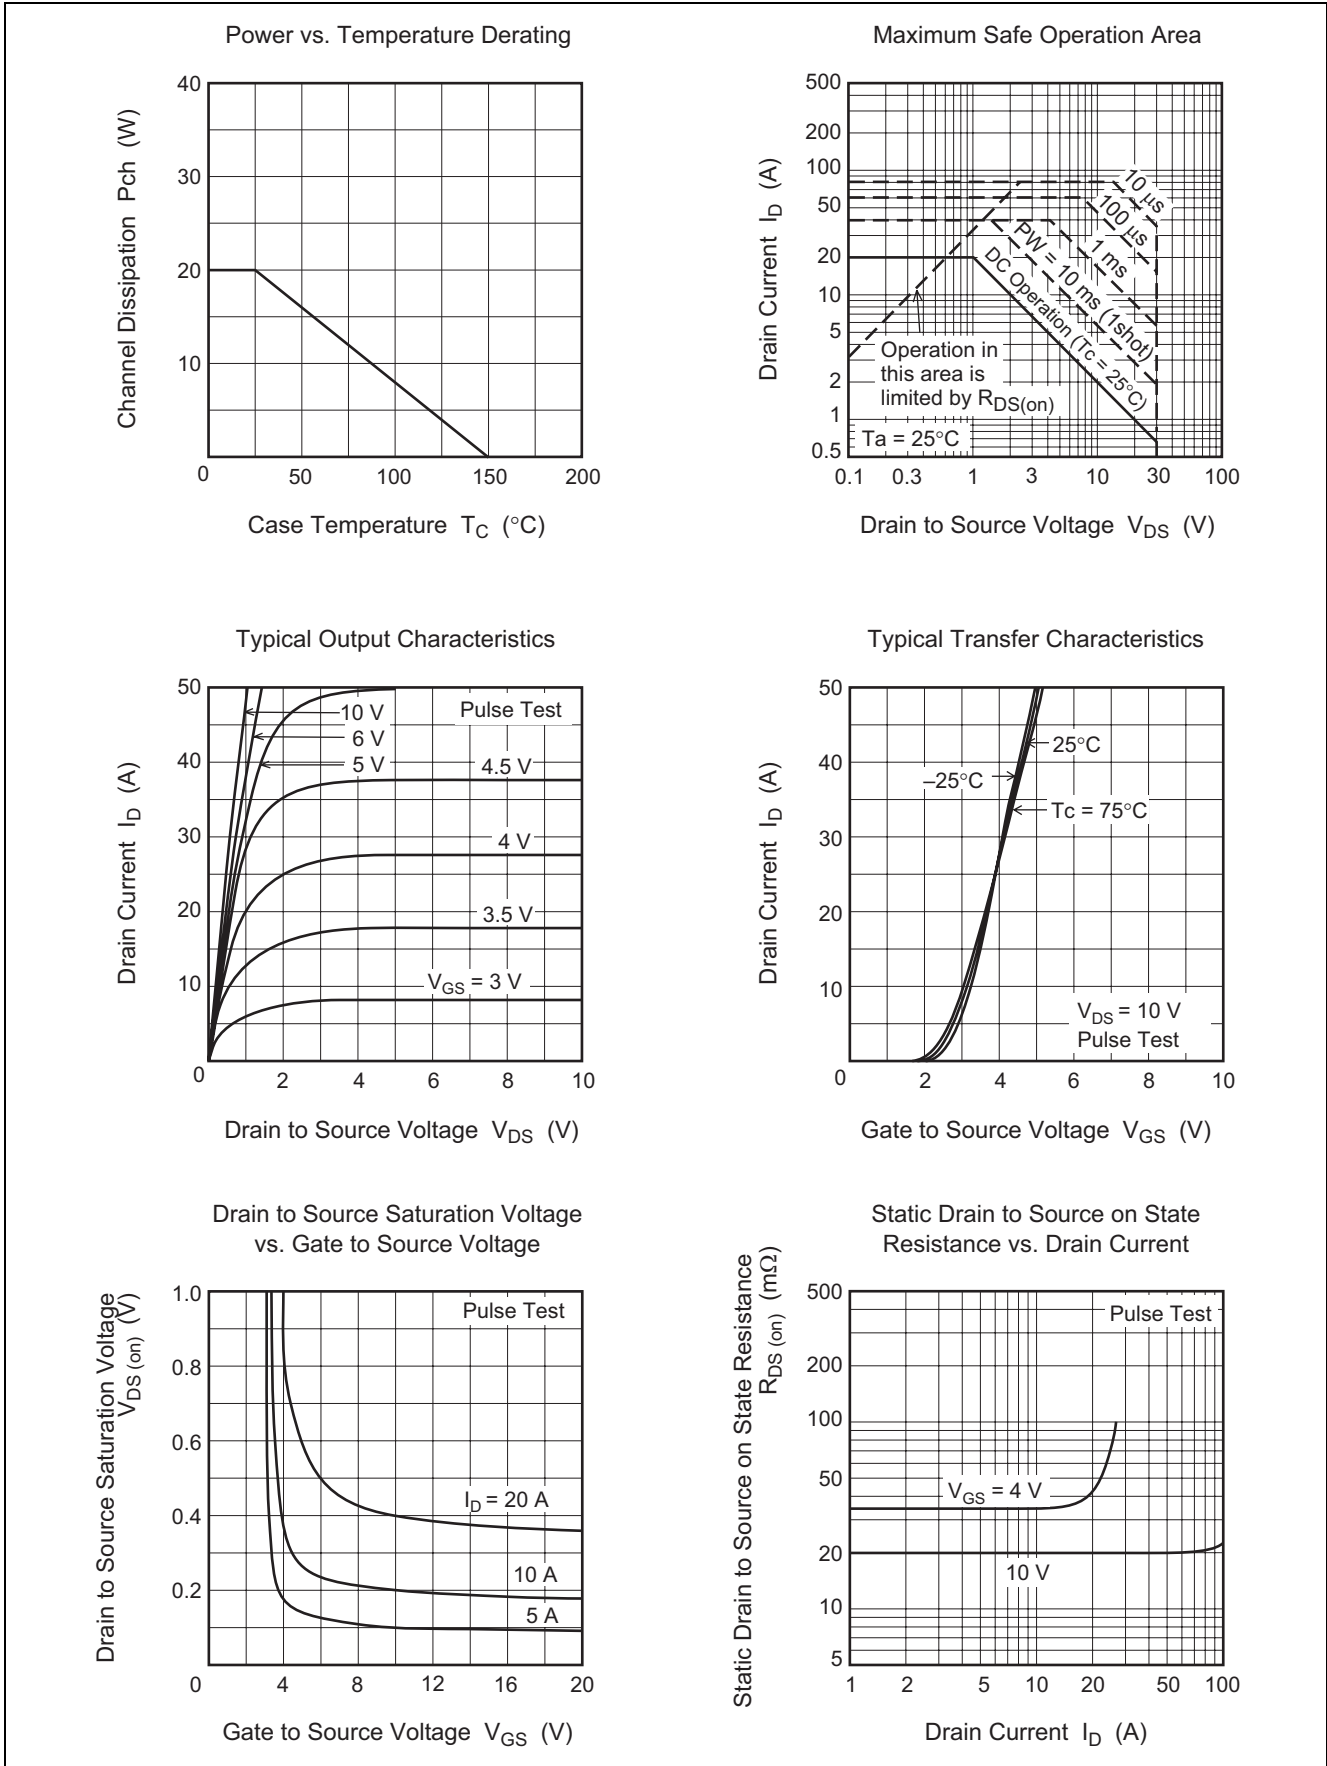 Power vs. Temperature Derating
40
30
20
10
0
50
100
150
200
Channel Dissipation Pch (W)
Case Temperature TC (°C)
Maximum Safe Operation Area
500
200
100
50
20
10
5
2
1
0.5
0.1
0.3
1
3
10
30
100
Drain Current ID (A)
10 μs
100 μs
1 ms
PW = 10 ms (1shot)
DC Operation (Tc = 25°C)
Operation in
this area is
limited by RDS(on)
Ta = 25°C
Drain to Source Voltage VDS (V)
Typical Output Characteristics
50
40
30
20
10
0
2
4
6
8
10
Drain Current ID (A)
Pulse Test
10 V
6 V
5 V
4.5 V
4 V
3.5 V
VGS = 3 V
Drain to Source Voltage VDS (V)
Typical Transfer Characteristics
50
40
30
20
10
0
2
4
6
8
10
Drain Current ID (A)
25°C
–25°C
Tc = 75°C
VDS = 10 V
Pulse Test
Gate to Source Voltage VGS (V)
Drain to Source Saturation Voltage
vs. Gate to Source Voltage
1.0
0.8
0.6
0.4
0.2
0
4
8
12
16
20
Drain to Source Saturation Voltage
VDS (on) (V)
Pulse Test
ID = 20 A
10 A
5 A
Gate to Source Voltage VGS (V)
Static Drain to Source on State
Resistance vs. Drain Current
500
200
100
50
20
10
5
1
2
5
10
20
50
100
Static Drain to Source on State Resistance
RDS (on) (mΩ)
Pulse Test
VGS = 4 V
10 V
Drain Current ID (A)